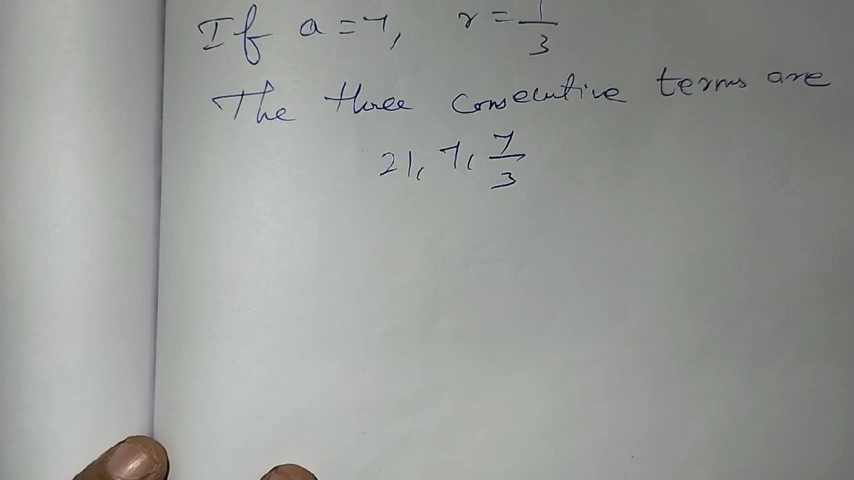 If a = 7, r = 1/3
The three consecutive terms are
21, 7, 7/3